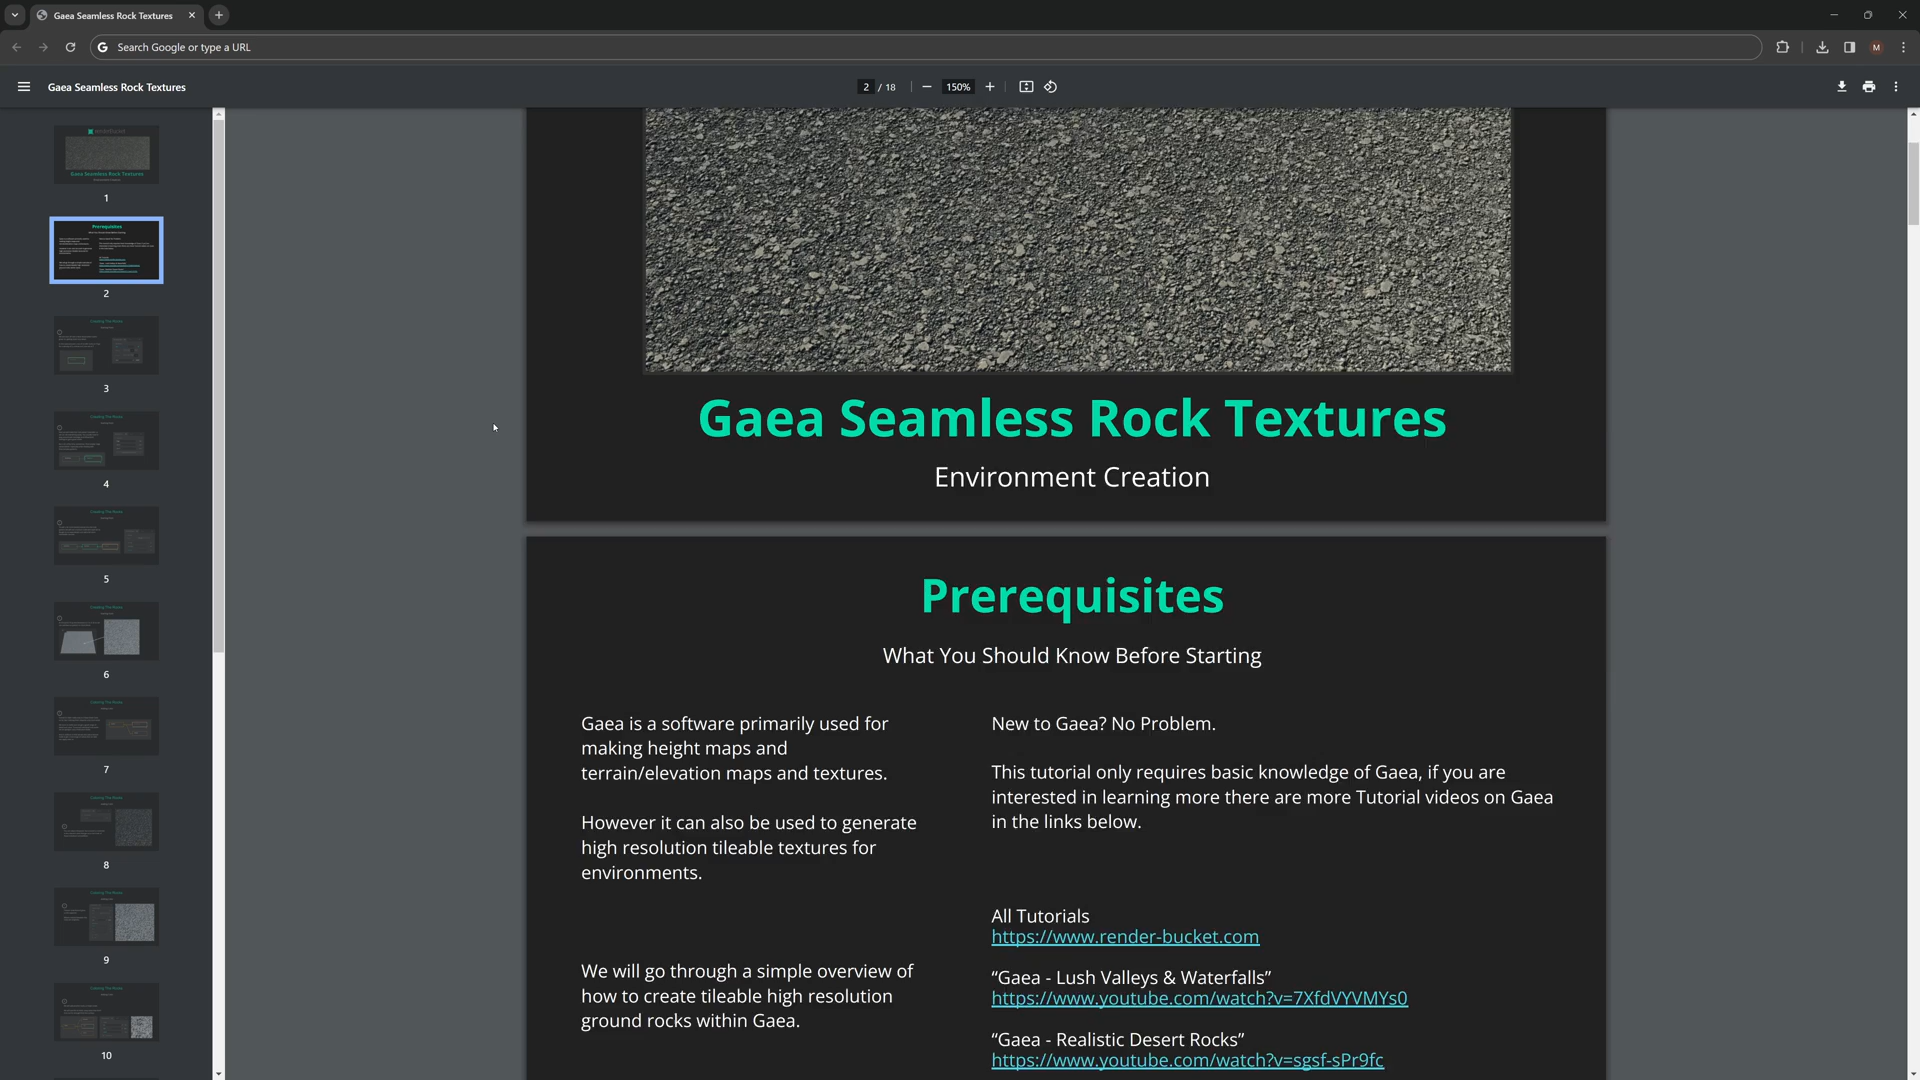 Gaea Seamless Rock Textures
Search Google or type a URL
M
Gaea Seamless Rock Textures
2 / 18
150%
Gaea Seamless Rock Textures
1
Prerequisites
2
3
4
5
6
7
8
9
10
Gaea Seamless Rock Textures
Environment Creation
Prerequisites
What You Should Know Before Starting
Gaea is a software primarily used for
making height maps and
terrain/elevation maps and textures.
However it can also be used to generate
high resolution tileable textures for
environments.
We will go through a simple overview of
how to create tileable high resolution
ground rocks within Gaea.
New to Gaea? No Problem.
This tutorial only requires basic knowledge of Gaea, if you are
interested in learning more there are more Tutorial videos on Gaea
in the links below.
All Tutorials
https://www.render-bucket.com
“Gaea - Lush Valleys & Waterfalls”
https://www.youtube.com/watch?v=7XfdVYVMYs0
“Gaea - Realistic Desert Rocks”
https://www.youtube.com/watch?v=sgsf-sPr9fc